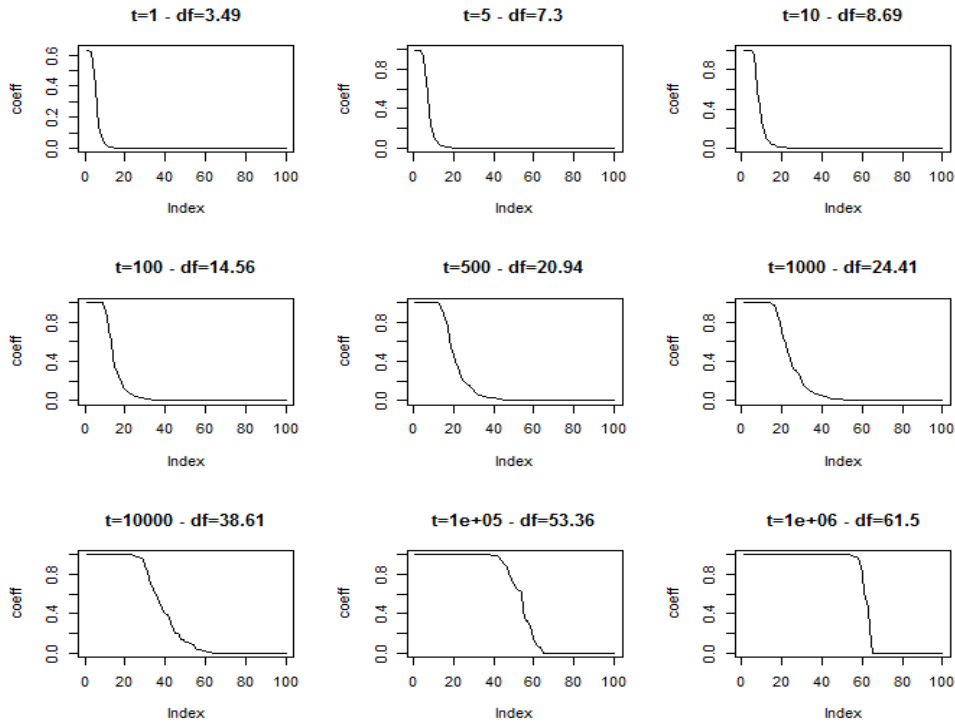 t=1 - df=3.49
t=5 - df=7.3
t=10 - df=8.69
coeff
0.0 0.2 0.4 0.6
0 20 40 60 80 100
Index
coeff
0.0 0.4 0.8
0 20 40 60 80 100
Index
coeff
0.0 0.4 0.8
0 20 40 60 80 100
Index
t=100 - df=14.56
t=500 - df=20.94
t=1000 - df=24.41
coeff
0.0 0.4 0.8
0 20 40 60 80 100
Index
coeff
0.0 0.4 0.8
0 20 40 60 80 100
Index
coeff
0.0 0.4 0.8
0 20 40 60 80 100
Index
t=10000 - df=38.61
t=1e+05 - df=53.36
t=1e+06 - df=61.5
coeff
0.0 0.4 0.8
0 20 40 60 80 100
Index
coeff
0.0 0.4 0.8
0 20 40 60 80 100
Index
coeff
0.0 0.4 0.8
0 20 40 60 80 100
Index